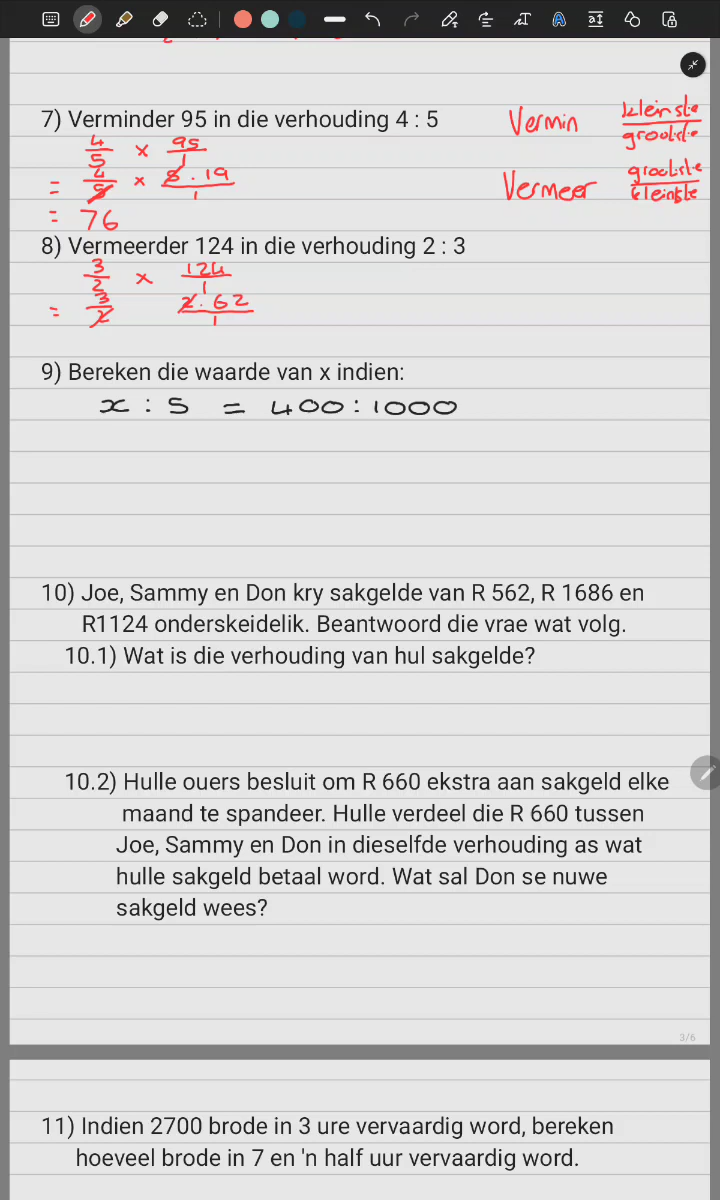 7) Verminder 95 in die verhouding 4 : 5
Vermin kleinste/grootste
4/5 × 95/1
= 4/5 × 5 . 19/1
Vermeer grootste/kleinste
= 76
8) Vermeerder 124 in die verhouding 2 : 3
3/2 × 124/1
= 3/2 2 . 62/1
9) Bereken die waarde van x indien:
x : 5 = 400 : 1000
10) Joe, Sammy en Don kry sakgelde van R 562, R 1686 en
R1124 onderskeidelik. Beantwoord die vrae wat volg.
10.1) Wat is die verhouding van hul sakgelde?
10.2) Hulle ouers besluit om R 660 ekstra aan sakgeld elke
maand te spandeer. Hulle verdeel die R 660 tussen
Joe, Sammy en Don in dieselfde verhouding as wat
hulle sakgeld betaal word. Wat sal Don se nuwe
sakgeld wees?
3/6
11) Indien 2700 brode in 3 ure vervaardig word, bereken
hoeveel brode in 7 en 'n half uur vervaardig word.